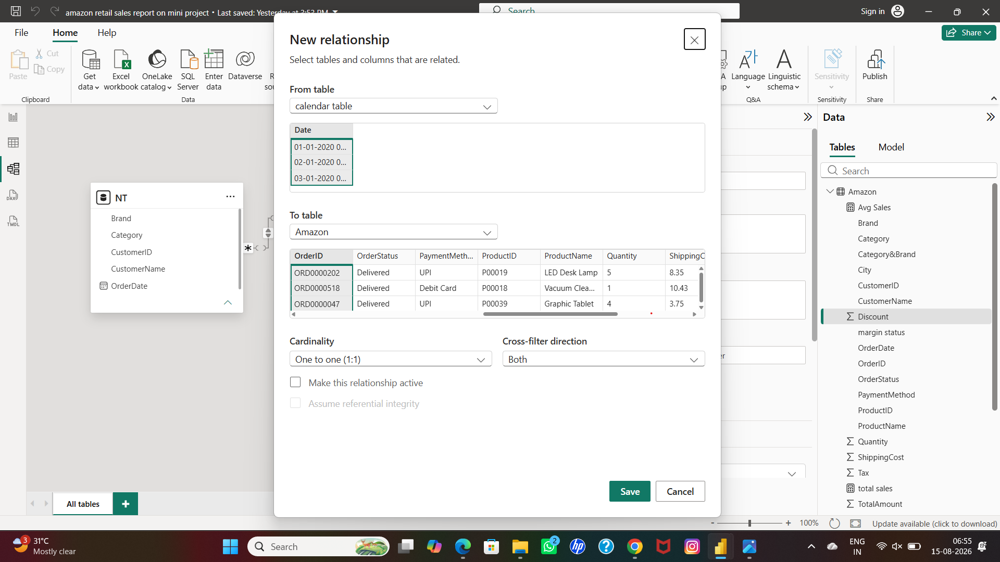 amazon retail sales report on mini project • Last saved: Yesterday at 3:53 PM
Search
Sign in
File
Home
Help
Share
Paste
Cut
Copy
Clipboard
Get data
Excel workbook
OneLake catalog
SQL Server
Enter data
Dataverse
Data
Language
Linguistic schema
Q&A
Sensitivity
Sensitivity
Publish
Share
New relationship
Select tables and columns that are related.
From table
calendar table
Date
01-01-2020 0...
02-01-2020 0...
03-01-2020 0...
To table
Amazon
OrderID OrderStatus PaymentMeth... ProductID ProductName Quantity ShippingC
ORD0000202 Delivered UPI P00019 LED Desk Lamp 5 8.35
ORD0000518 Delivered Debit Card P00018 Vacuum Clea... 1 10.43
ORD0000047 Delivered UPI P00039 Graphic Tablet 4 3.75
Cardinality
One to one (1:1)
Cross-filter direction
Both
Make this relationship active
Assume referential integrity
Save
Cancel
DAX
TMDL
NT
Brand
Category
CustomerID
CustomerName
OrderDate
All tables
Data
Tables
Model
Search
Amazon
Avg Sales
Brand
Category
Category&Brand
City
CustomerID
CustomerName
Discount
margin status
OrderDate
OrderID
OrderStatus
PaymentMethod
ProductID
ProductName
Quantity
ShippingCost
Tax
total sales
TotalAmount
- + 100%
Update available (click to download)
3
31°C
Mostly clear
Search
2
hp
ENG
IN
06:55
15-08-2026